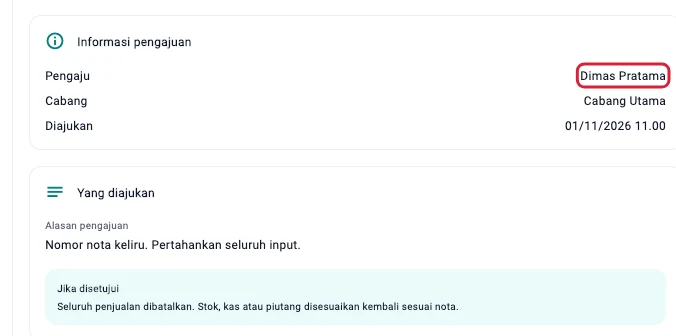 Informasi pengajuan
Pengaju Dimas Pratama
Cabang Cabang Utama
Diajukan 01/11/2026 11.00
Yang diajukan
Alasan pengajuan
Nomor nota keliru. Pertahankan seluruh input.
Jika disetujui
Seluruh penjualan dibatalkan. Stok, kas atau piutang disesuaikan kembali sesuai nota.